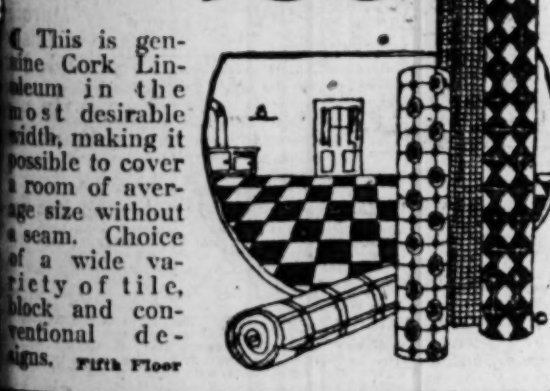 ¶ This is gen-
uine Cork Lin-
oleum in the
most desirable
width, making it
possible to cover
a room of aver-
age size without
a seam. Choice
of a wide va-
riety of tile,
block and con-
ventional de-
signs. Fifth Floor